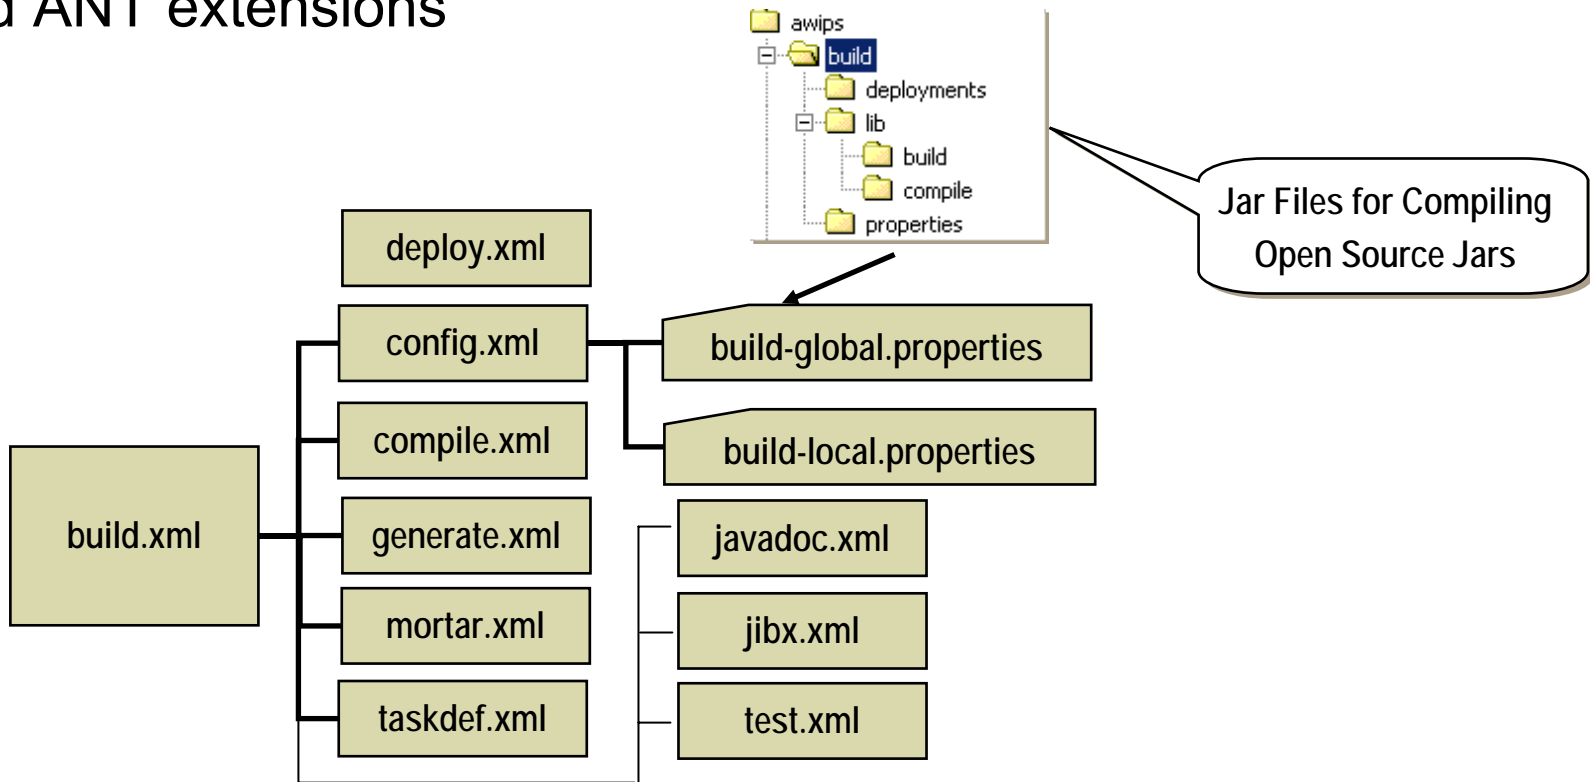 ANT extensions
awips
build
deployments
lib
build
compile
properties
Jar Files for Compiling
Open Source Jars
deploy.xml
config.xml
build-global.properties
compile.xml
build-local.properties
build.xml
generate.xml
javadoc.xml
mortar.xml
jibx.xml
taskdef.xml
test.xml